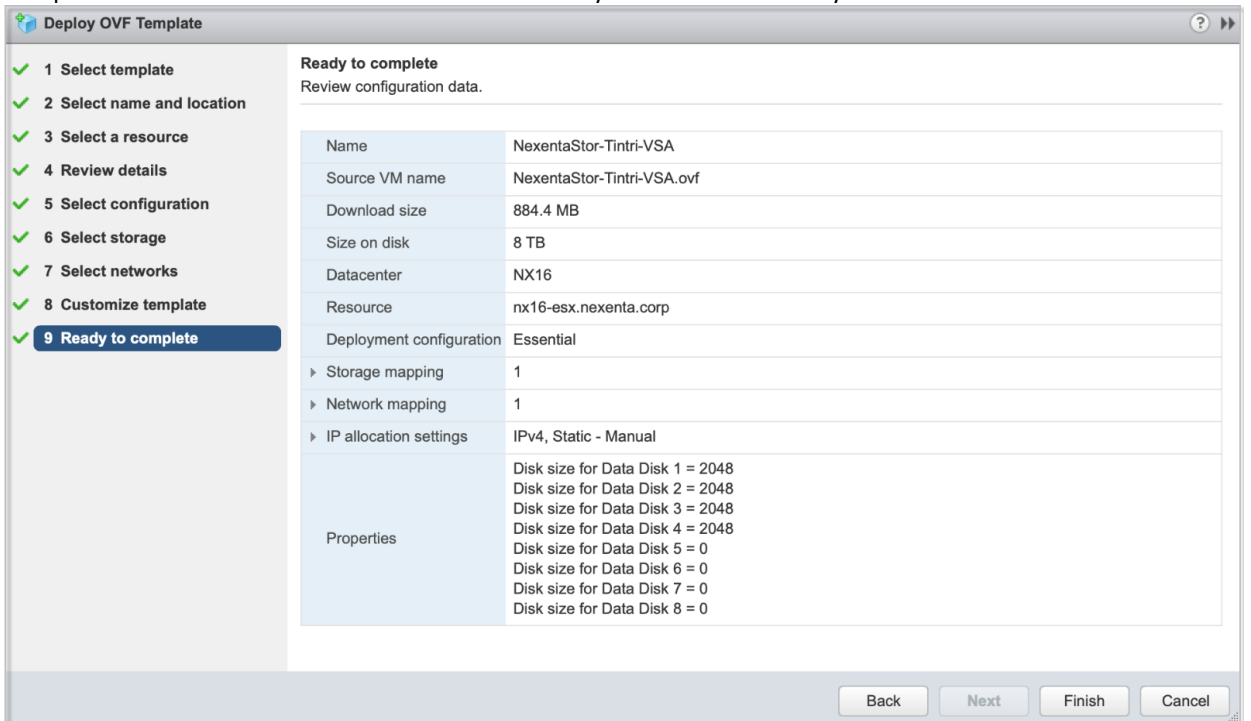 Deploy OVF Template
1 Select template
2 Select name and location
3 Select a resource
4 Review details
5 Select configuration
6 Select storage
7 Select networks
8 Customize template
9 Ready to complete
Ready to complete
Review configuration data.
Name NexentaStor-Tintri-VSA
Source VM name NexentaStor-Tintri-VSA.ovf
Download size 884.4 MB
Size on disk 8 TB
Datacenter NX16
Resource nx16-esx.nexenta.corp
Deployment configuration Essential
Storage mapping 1
Network mapping 1
IP allocation settings IPv4, Static - Manual
Properties
Disk size for Data Disk 1 = 2048
Disk size for Data Disk 2 = 2048
Disk size for Data Disk 3 = 2048
Disk size for Data Disk 4 = 2048
Disk size for Data Disk 5 = 0
Disk size for Data Disk 6 = 0
Disk size for Data Disk 7 = 0
Disk size for Data Disk 8 = 0
Back Next Finish Cancel